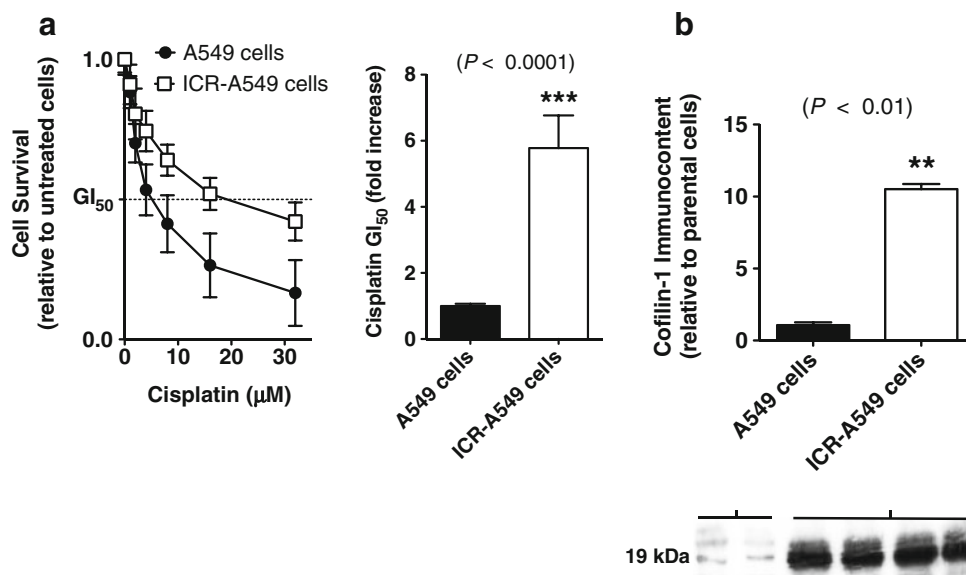 a
A549 cells
ICR-A549 cells
1.0
GI50
0.0
0 10 20 30
Cisplatin (μM)
Cell Survival
(relative to untreated cells)
(P < 0.0001)
***
8
6
4
2
0
Cisplatin GI50 (fold increase)
A549 cells
ICR-A549 cells
b
(P < 0.01)
**
15
10
5
0
Cofilin-1 Immunocontent
(relative to parental cells)
A549 cells
ICR-A549 cells
19 kDa